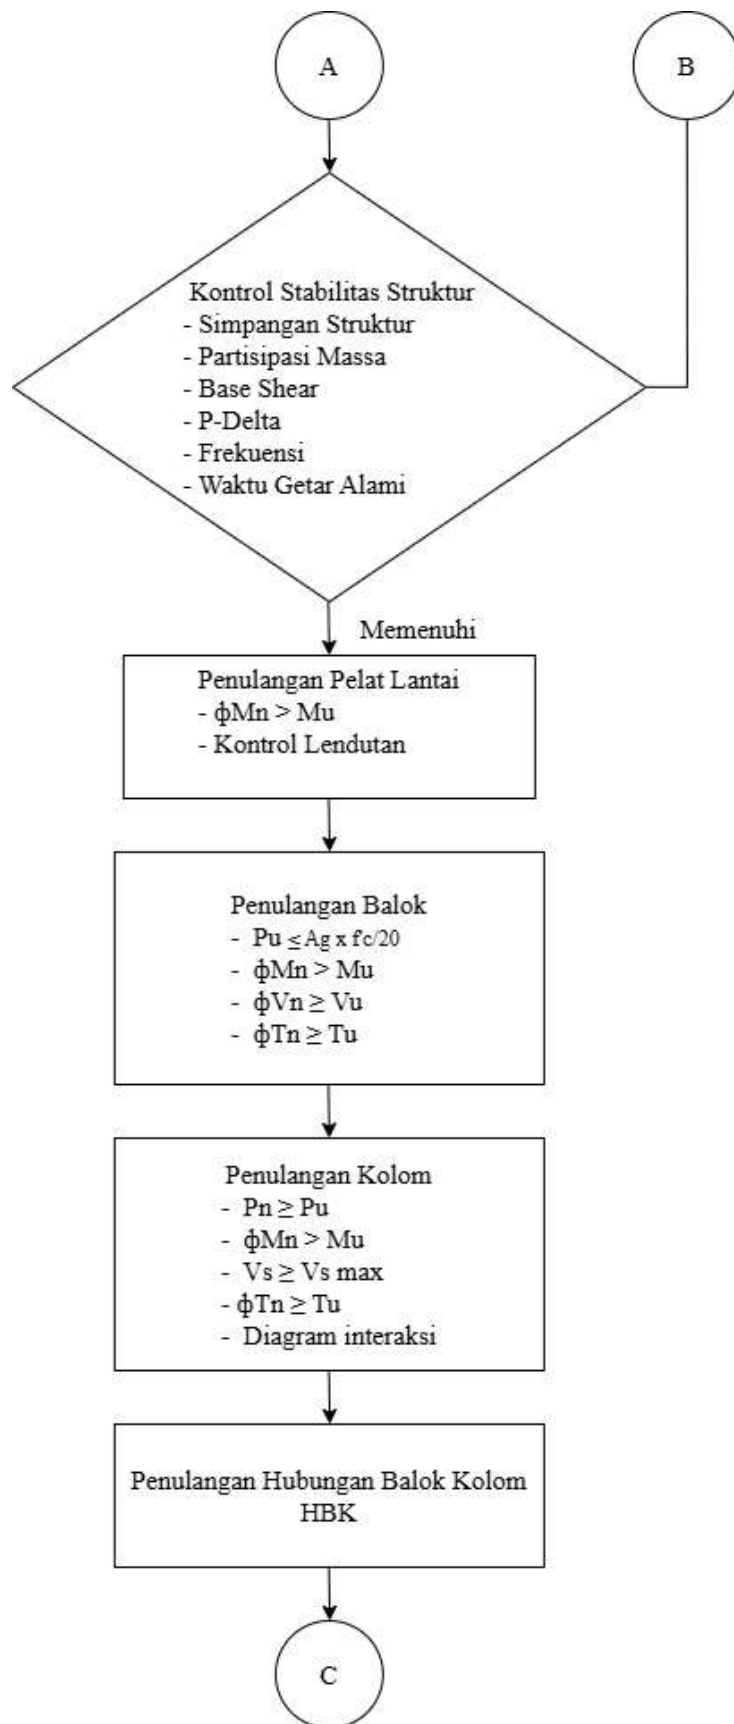 A
B
Kontrol Stabilitas Struktur
- Simpangan Struktur
- Partisipasi Massa
- Base Shear
- P-Delta
- Frekuensi
- Waktu Getar Alami
Memenuhi
Penulangan Pelat Lantai
- ϕMn > Mu
- Kontrol Lendutan
Penulangan Balok
- Pu ≤ Ag x f'c/20
- ϕMn > Mu
- ϕVn ≥ Vu
- ϕTn ≥ Tu
Penulangan Kolom
- Pn ≥ Pu
- ϕMn > Mu
- Vs ≥ Vs max
- ϕTn ≥ Tu
- Diagram interaksi
Penulangan Hubungan Balok Kolom
HBK
C